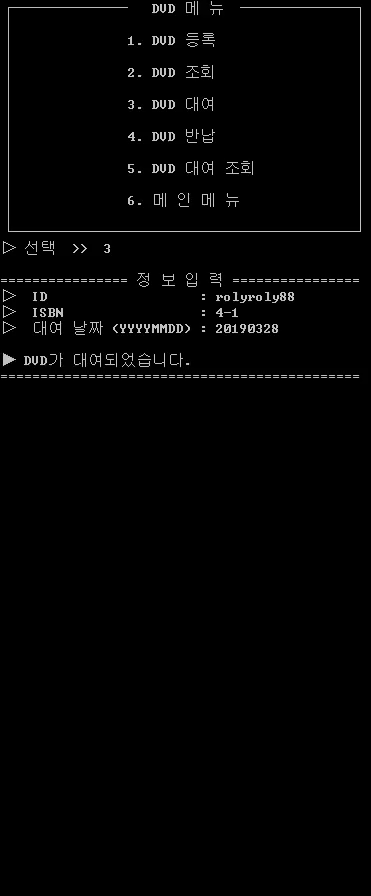 DVD 메 뉴
1. DVD 등록
2. DVD 조회
3. DVD 대여
4. DVD 반납
5. DVD 대여 조회
6. 메 인 메 뉴
▷ 선택 >> 3
================ 정 보 입 력 ================
▷ ID : rolyroly88
▷ ISBN : 4-1
▷ 대여 날짜 (YYYYMMDD) : 20190328
▶ DVD가 대여되었습니다.
=============================================